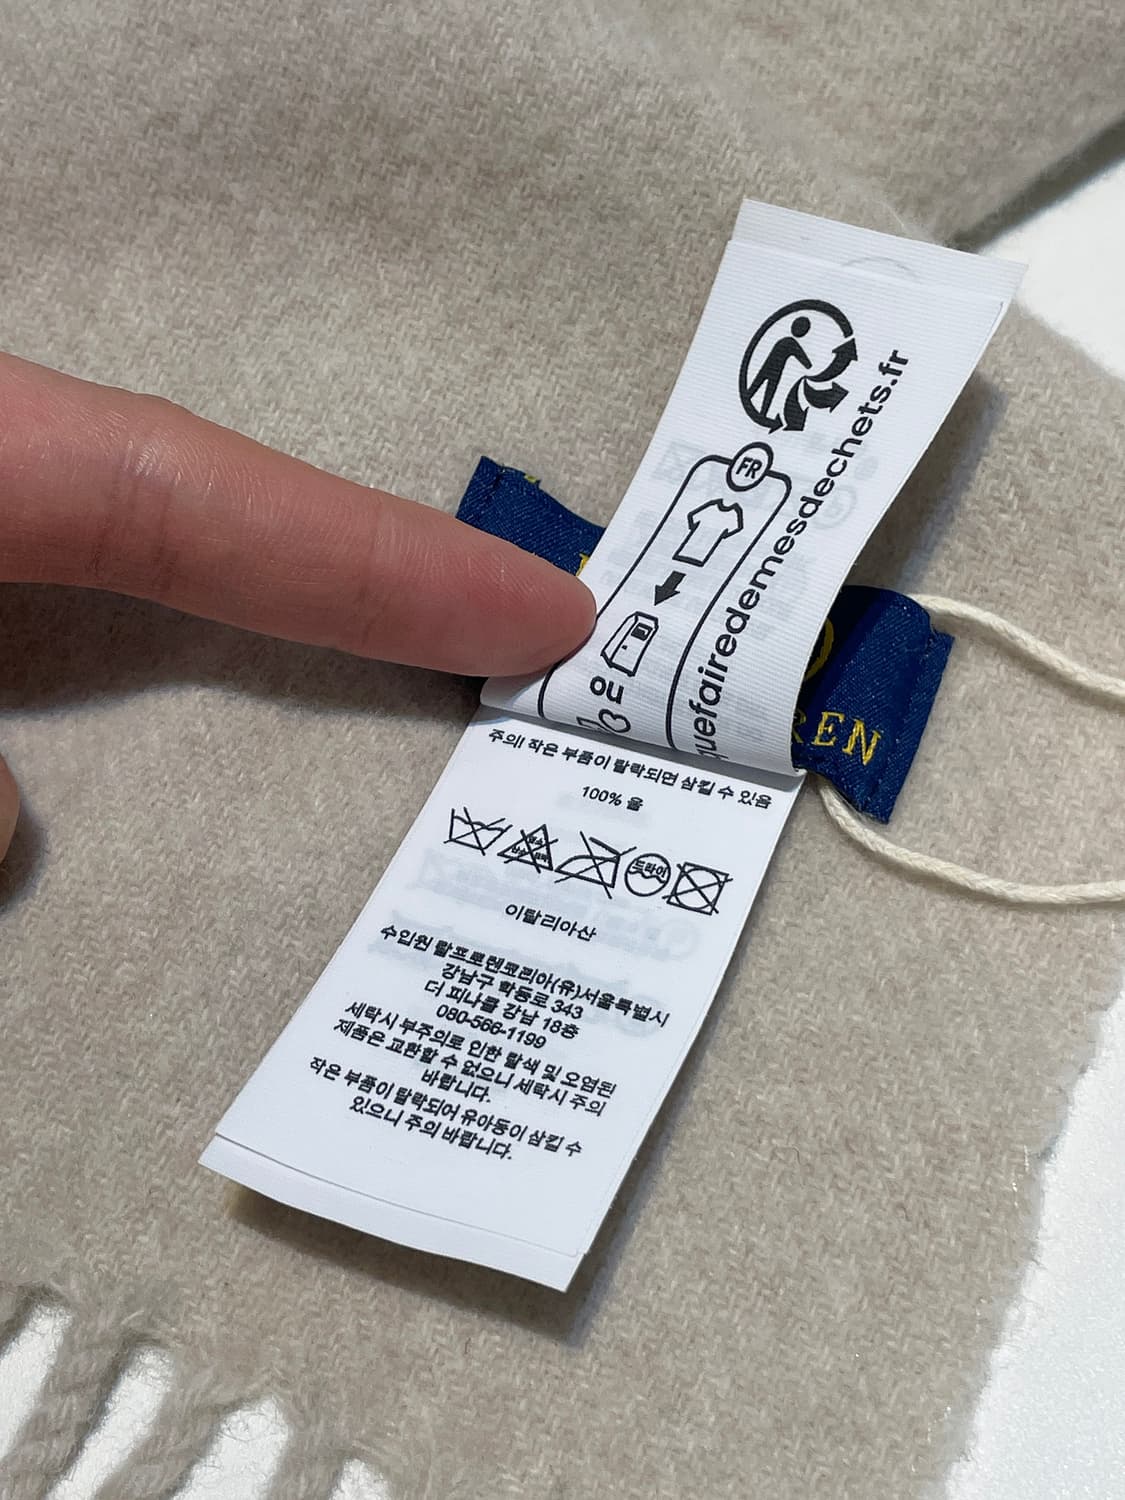 FR
OU
quefairedemesdechets.fr
REN
주의! 작은 부품이 탈락되면 삼킬 수 있음
100% 울
드라이
이탈리아산
수입원 랄프로렌코리아(유)서울특별시
강남구 학동로 343
더 피나클 강남 18층
080-566-1199
세탁시 부주의로 인한 탈색 및 오염된
제품은 교환할 수 없으니 세탁시 주의
바랍니다.
작은 부품이 탈락되어 유아동이 삼킬 수
있으니 주의 바랍니다.